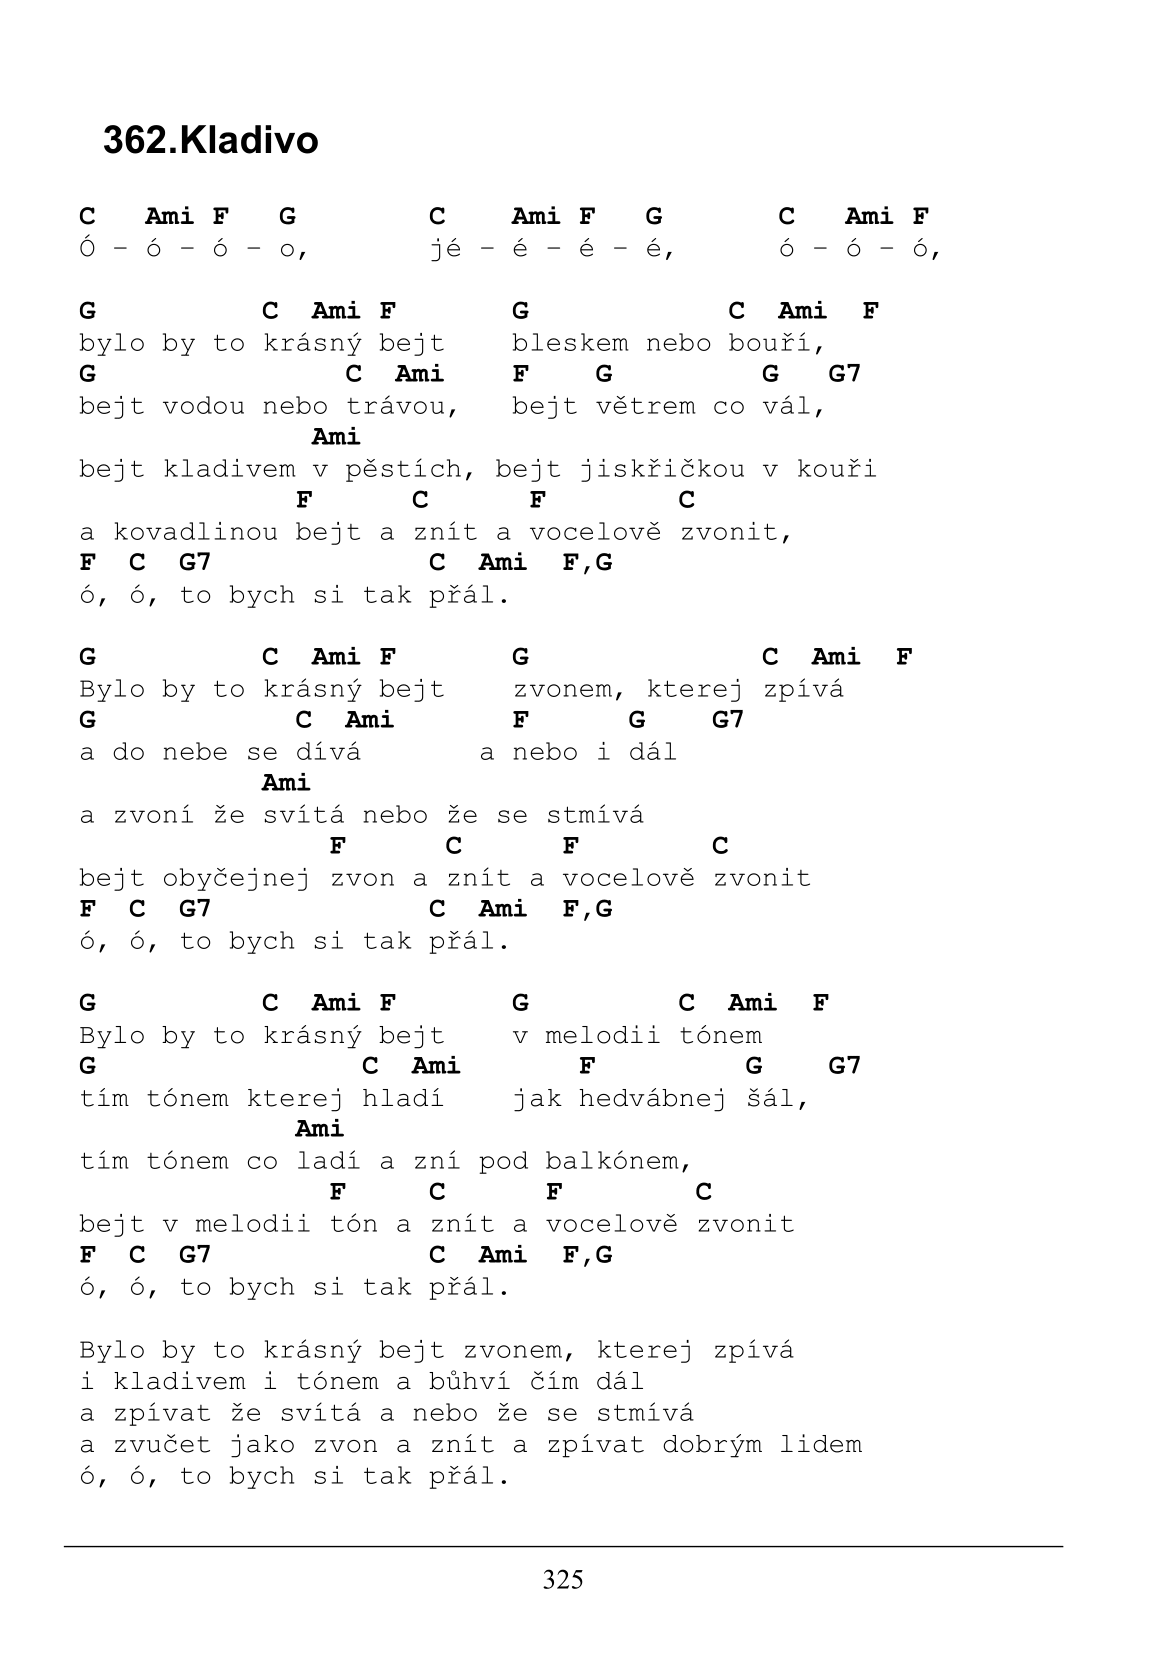 362.Kladivo
C   Ami F   G        C    Ami F   G       C   Ami F
Ó – ó – ó – o,       jé – é – é – é,      ó – ó – ó,
G          C  Ami F       G            C  Ami  F
bylo by to krásný bejt    bleskem nebo bouří,
G               C  Ami    F    G         G   G7
bejt vodou nebo trávou,   bejt větrem co vál,
              Ami
bejt kladivem v pěstích, bejt jiskřičkou v kouři
             F      C      F        C
a kovadlinou bejt a znít a vocelově zvonit,
F  C  G7             C  Ami  F,G
ó, ó, to bych si tak přál.
G          C  Ami F       G              C  Ami  F
Bylo by to krásný bejt    zvonem, kterej zpívá
G            C  Ami       F      G    G7
a do nebe se dívá       a nebo i dál
           Ami
a zvoní že svítá nebo že se stmívá
               F      C      F        C
bejt obyčejnej zvon a znít a vocelově zvonit
F  C  G7             C  Ami  F,G
ó, ó, to bych si tak přál.
G          C  Ami F       G         C  Ami  F
Bylo by to krásný bejt    v melodii tónem
G                C  Ami       F         G    G7
tím tónem kterej hladí    jak hedvábnej šál,
             Ami
tím tónem co ladí a zní pod balkónem,
               F     C      F        C
bejt v melodii tón a znít a vocelově zvonit
F  C  G7             C  Ami  F,G
ó, ó, to bych si tak přál.
Bylo by to krásný bejt zvonem, kterej zpívá
i kladivem i tónem a bůhví čím dál
a zpívat že svítá a nebo že se stmívá
a zvučet jako zvon a znít a zpívat dobrým lidem
ó, ó, to bych si tak přál.
325